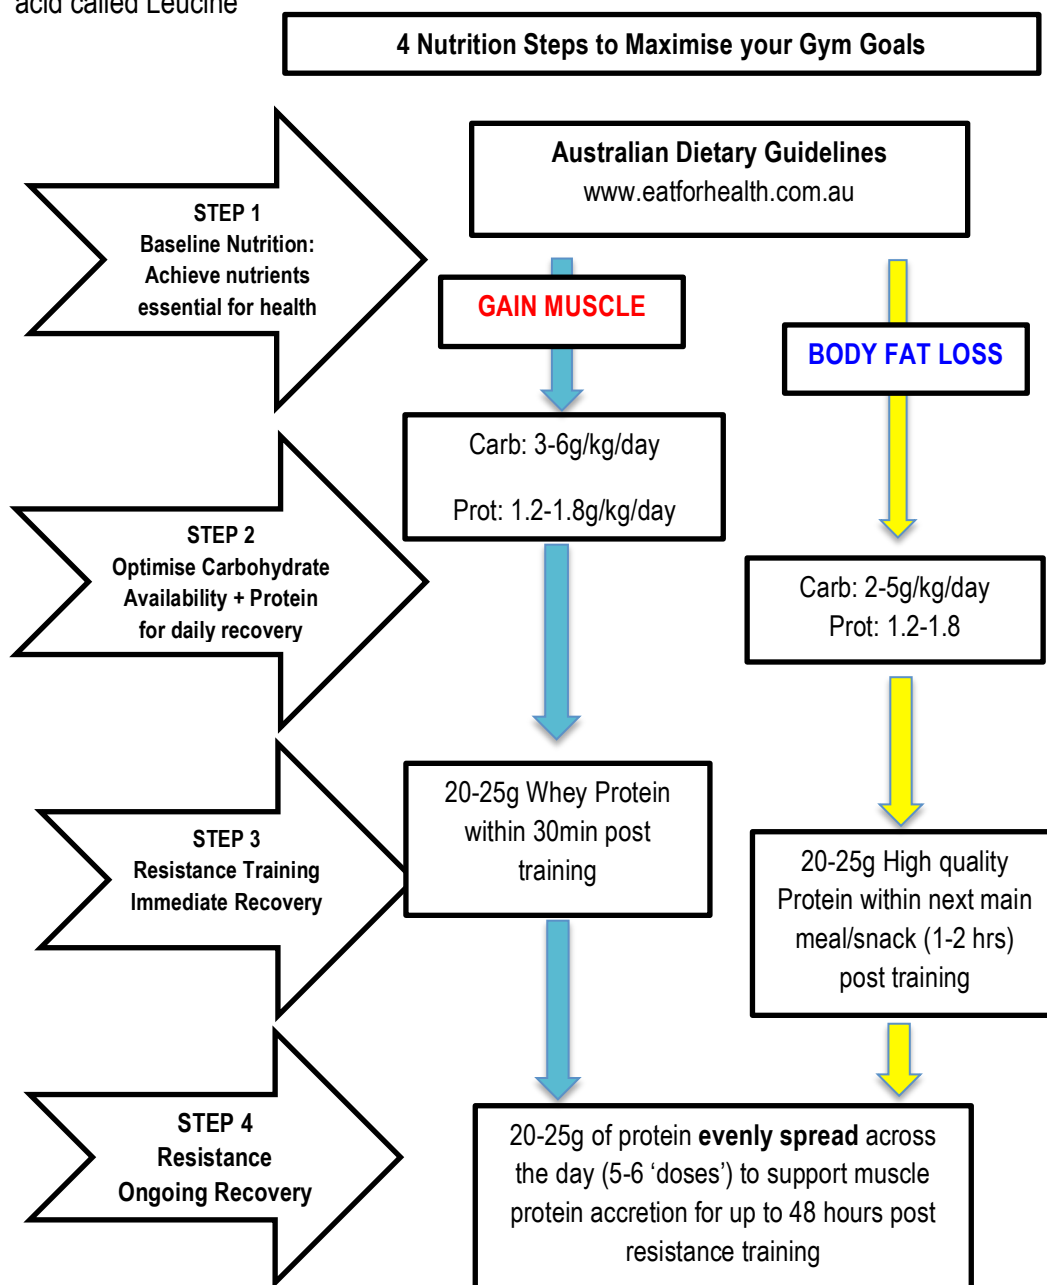 acid called Leucine
4 Nutrition Steps to Maximise your Gym Goals
Australian Dietary Guidelines
www.eatforhealth.com.au
STEP 1
Baseline Nutrition:
Achieve nutrients
essential for health
GAIN MUSCLE
BODY FAT LOSS
STEP 2
Optimise Carbohydrate
Availability + Protein
for daily recovery
Carb: 3-6g/kg/day
Prot: 1.2-1.8g/kg/day
Carb: 2-5g/kg/day
Prot: 1.2-1.8
STEP 3
Resistance Training
Immediate Recovery
20-25g Whey Protein
within 30min post
training
20-25g High quality
Protein within next main
meal/snack (1-2 hrs)
post training
STEP 4
Resistance
Ongoing Recovery
20-25g of protein evenly spread across
the day (5-6 ‘doses’) to support muscle
protein accretion for up to 48 hours post
resistance training